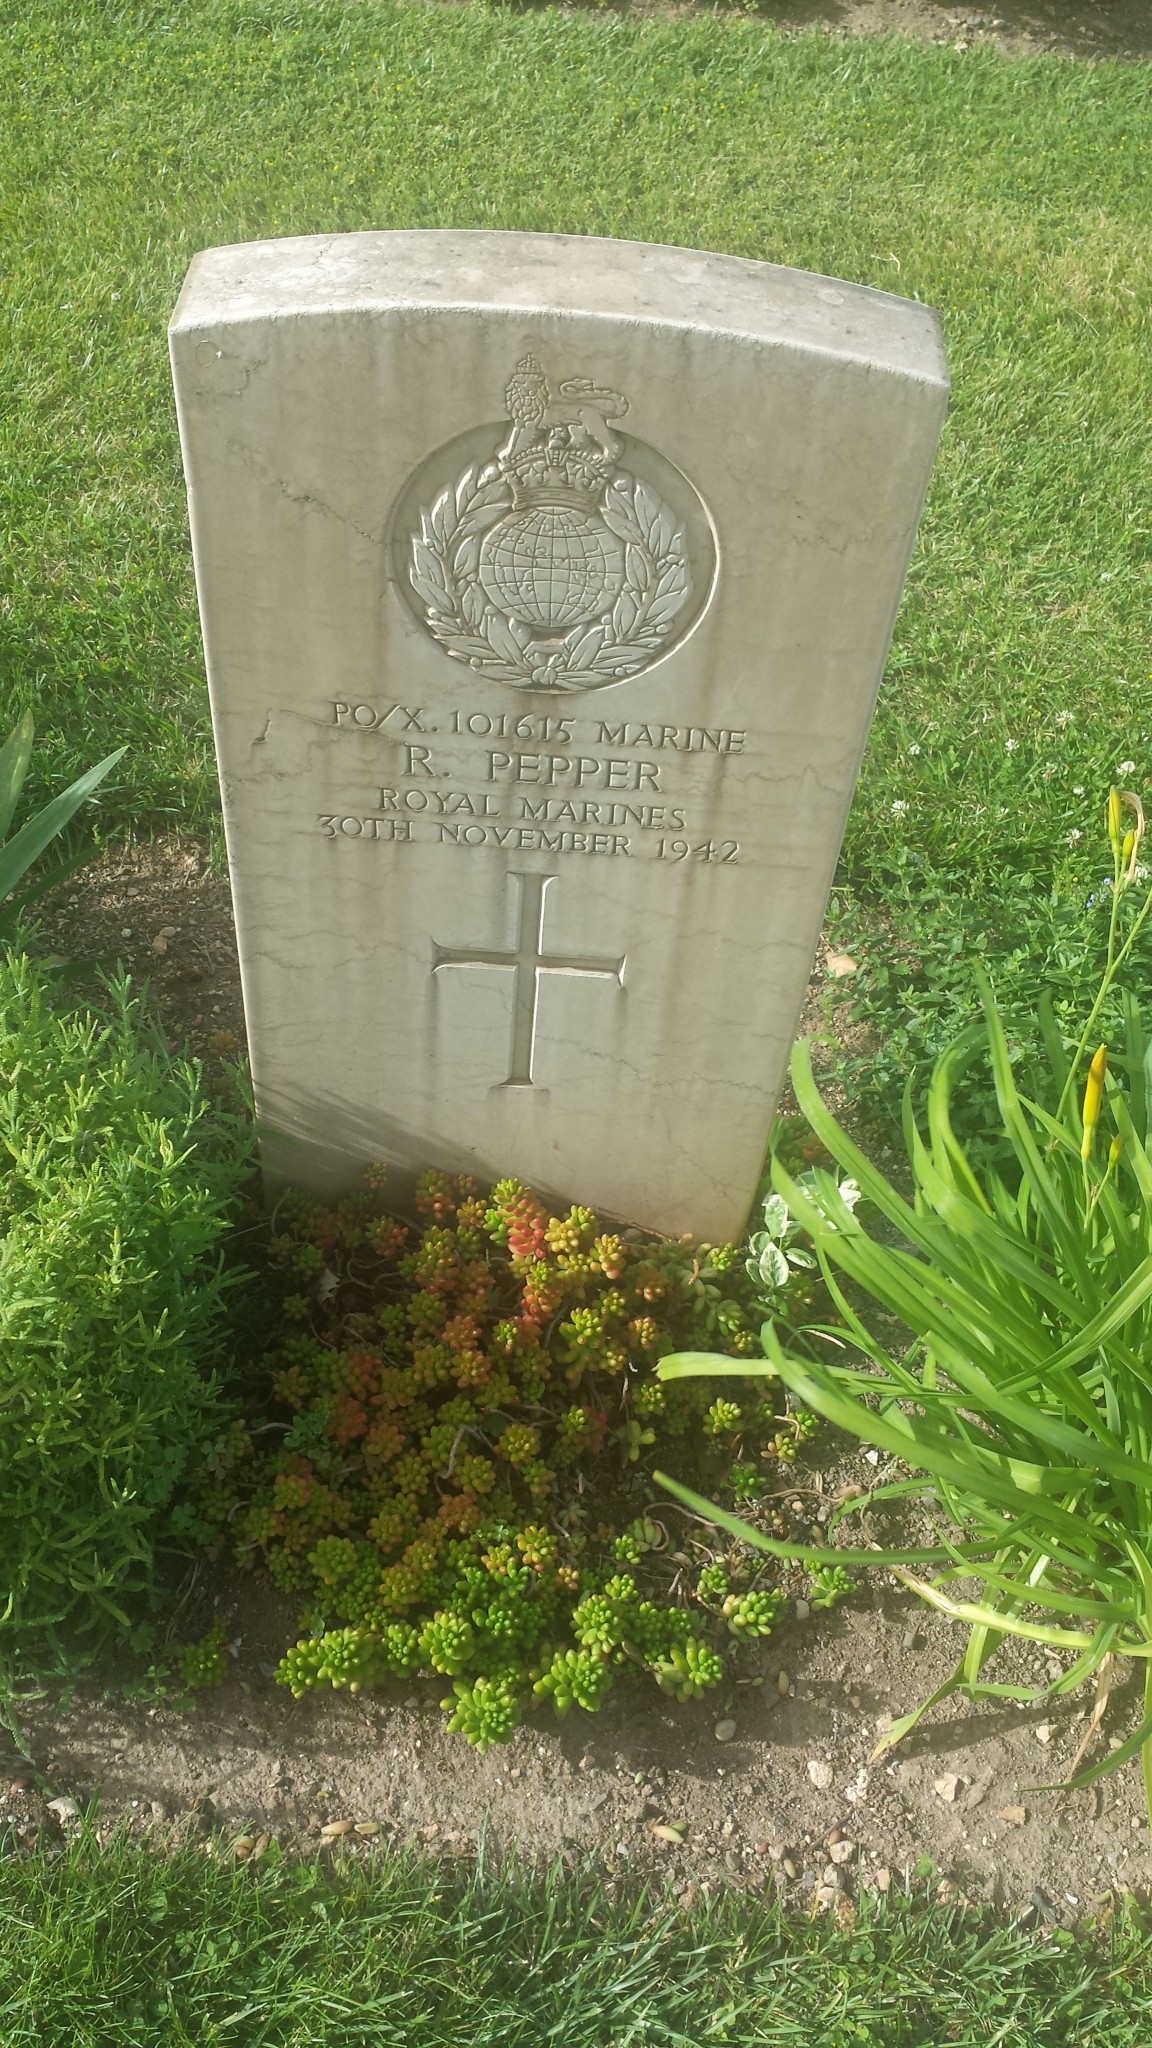 PO/X. 101615 MARINE
R. PEPPER
ROYAL MARINES
30TH NOVEMBER 1942